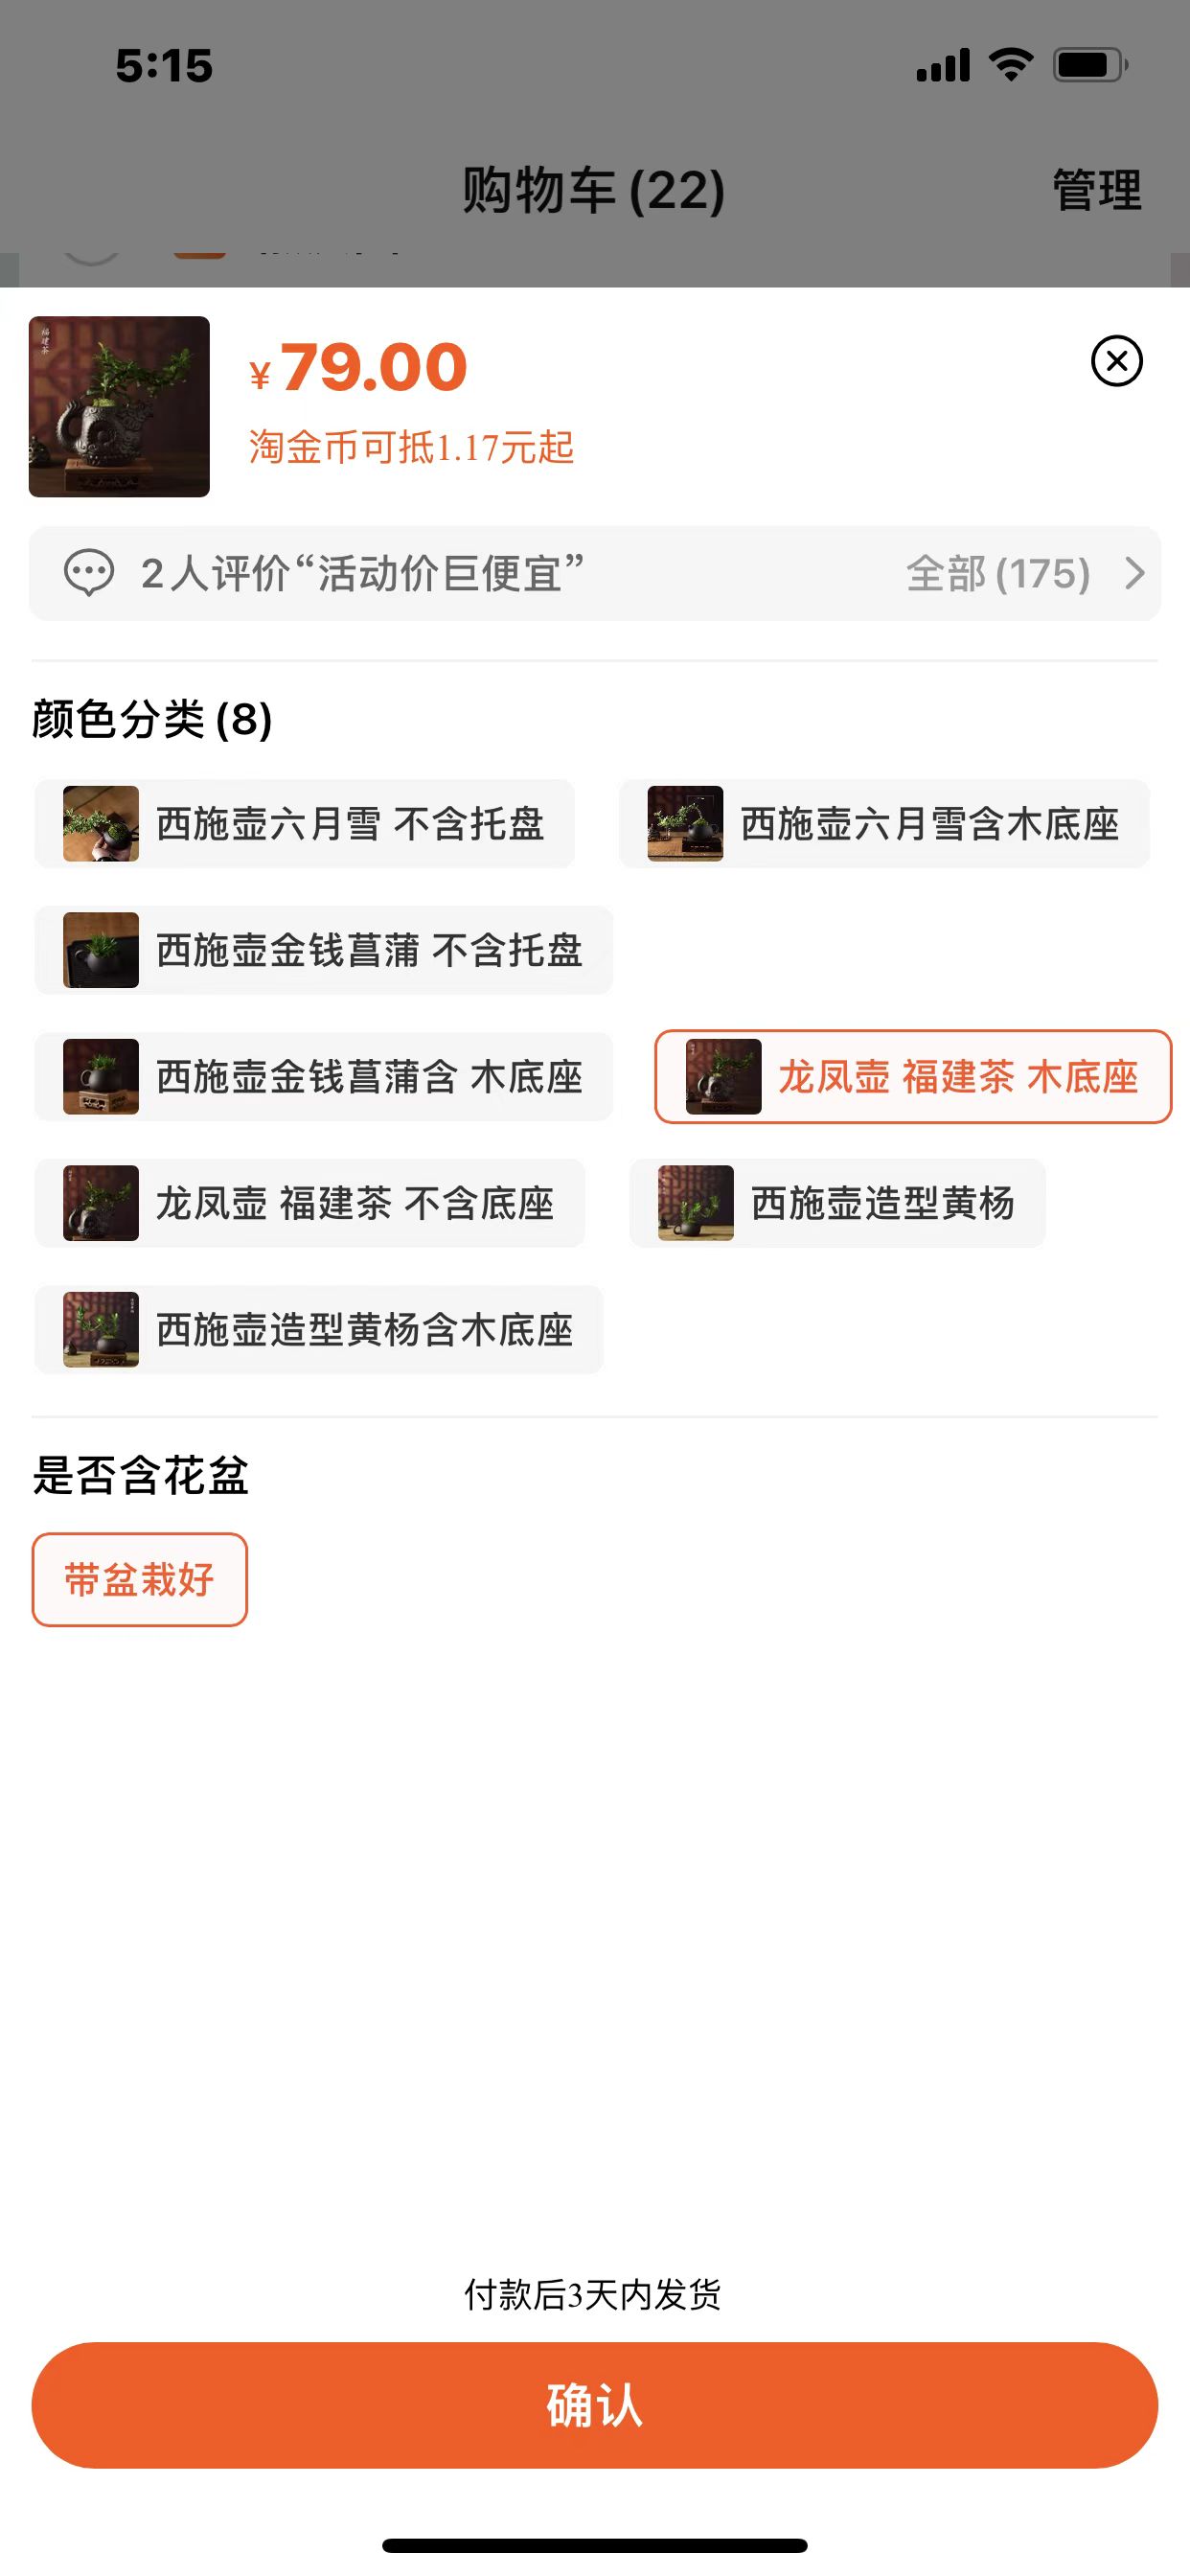 5:15
购物车(22)
管理
福建茶
¥79.00
淘金币可抵1.17元起
2人评价“活动价巨便宜”
全部(175)
颜色分类(8)
西施壶六月雪 不含托盘
西施壶六月雪含木底座
西施壶金钱菖蒲 不含托盘
西施壶金钱菖蒲含 木底座
龙凤壶 福建茶 木底座
龙凤壶 福建茶 不含底座
西施壶造型黄杨
西施壶造型黄杨含木底座
是否含花盆
带盆栽好
付款后3天内发货
确认